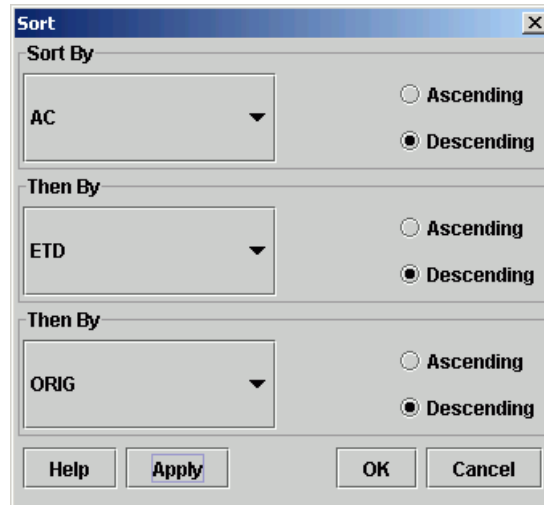 Sort
Sort By
AC
Ascending
Descending
Then By
ETD
Ascending
Descending
Then By
ORIG
Ascending
Descending
Help Apply OK Cancel